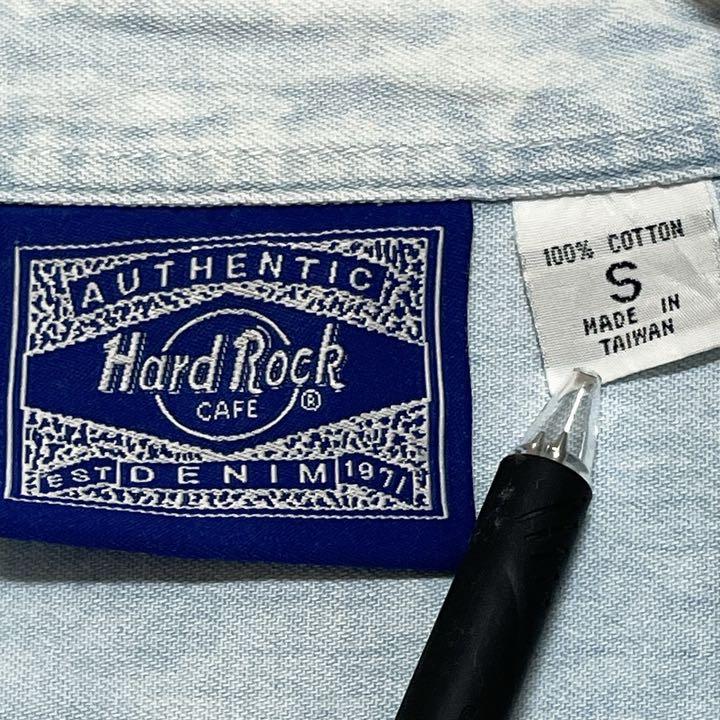 AUTHENTIC
Hard Rock
CAFE ®
EST DENIM 1971
100% COTTON
S
MADE IN
TAIWAN